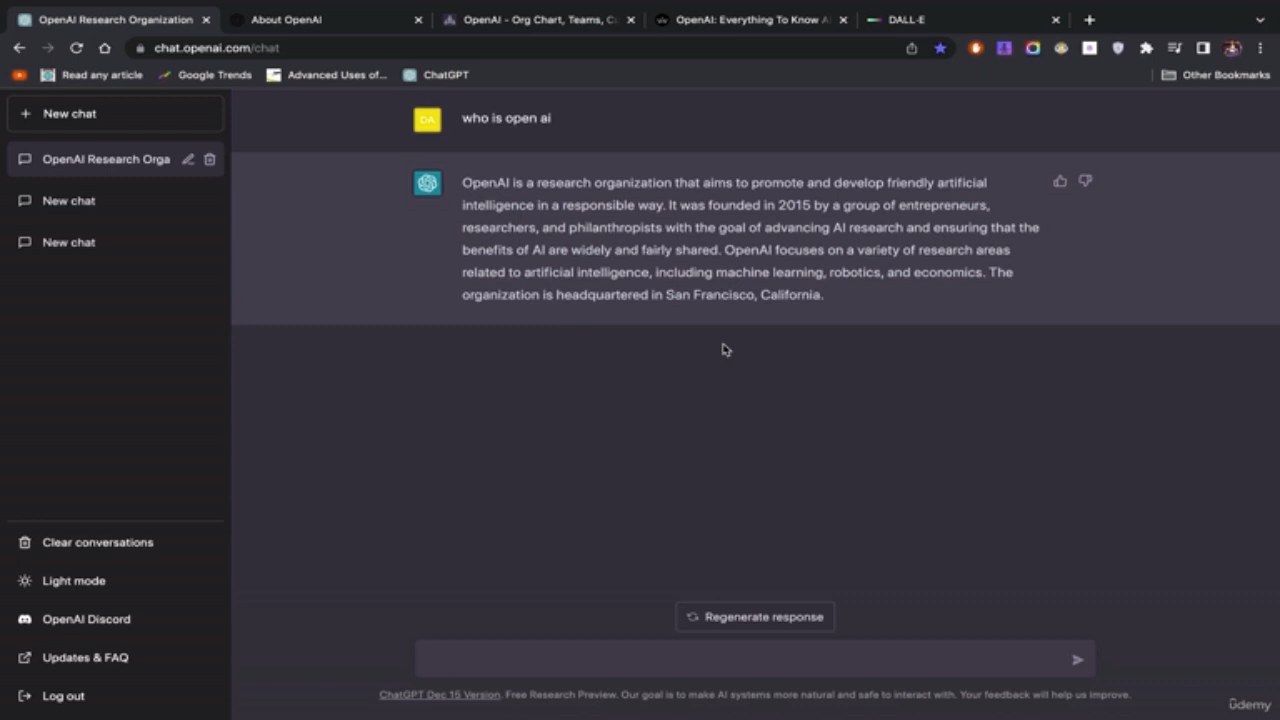 OpenAI Research Organization
About OpenAI
OpenAI - Org Chart, Teams, C
OpenAI: Everything To Know A
DALL·E
chat.openai.com/chat
Read any article
Google Trends
Advanced Uses of...
ChatGPT
Other Bookmarks
New chat
OpenAI Research Orga
New chat
New chat
Clear conversations
Light mode
OpenAI Discord
Updates & FAQ
Log out
OA
who is open ai
OpenAI is a research organization that aims to promote and develop friendly artificial
intelligence in a responsible way. It was founded in 2015 by a group of entrepreneurs,
researchers, and philanthropists with the goal of advancing AI research and ensuring that the
benefits of AI are widely and fairly shared. OpenAI focuses on a variety of research areas
related to artificial intelligence, including machine learning, robotics, and economics. The
organization is headquartered in San Francisco, California.
Regenerate response
ChatGPT Dec 15 Version. Free Research Preview. Our goal is to make AI systems more natural and safe to interact with. Your feedback will help us improve.
ûdemy